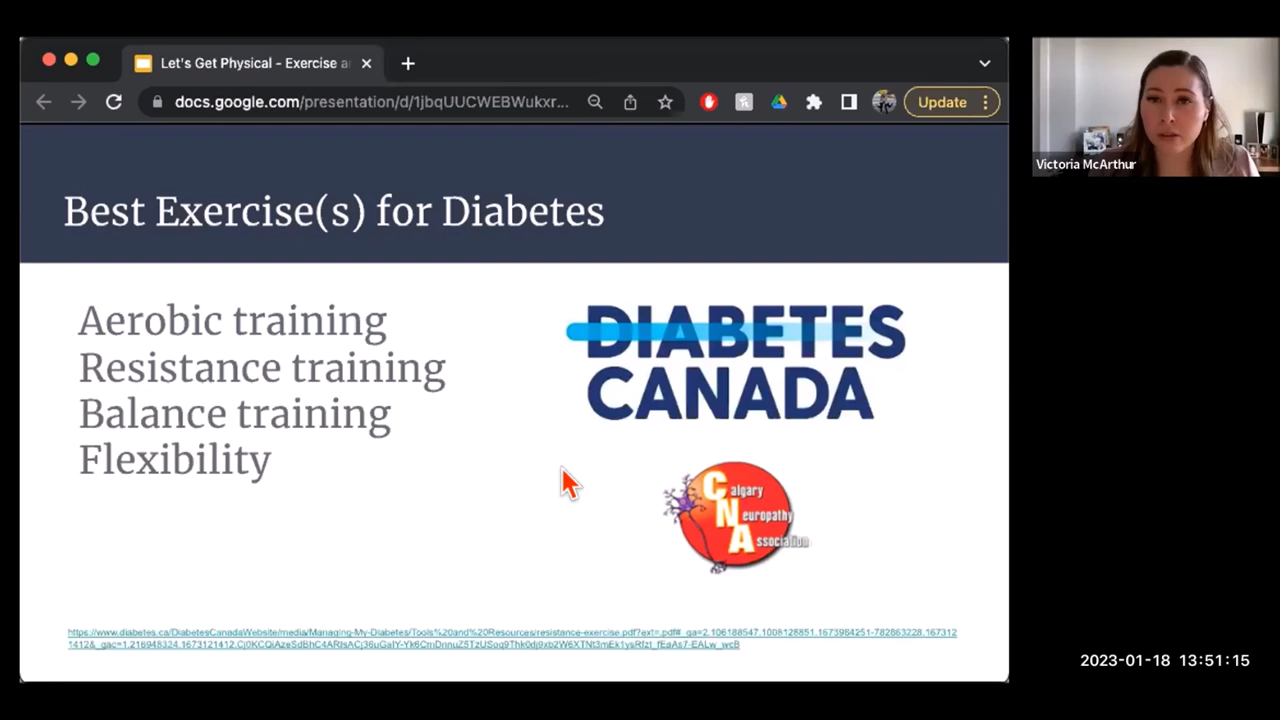 Let's Get Physical - Exercise a
docs.google.com/presentation/d/1jbqUUCWEBWukxr...
Update
Victoria McArthur
Best Exercise(s) for Diabetes
Aerobic training
Resistance training
Balance training
Flexibility
DIABETES
CANADA
Calgary
Neuropathy
Association
2023-01-18 13:51:15